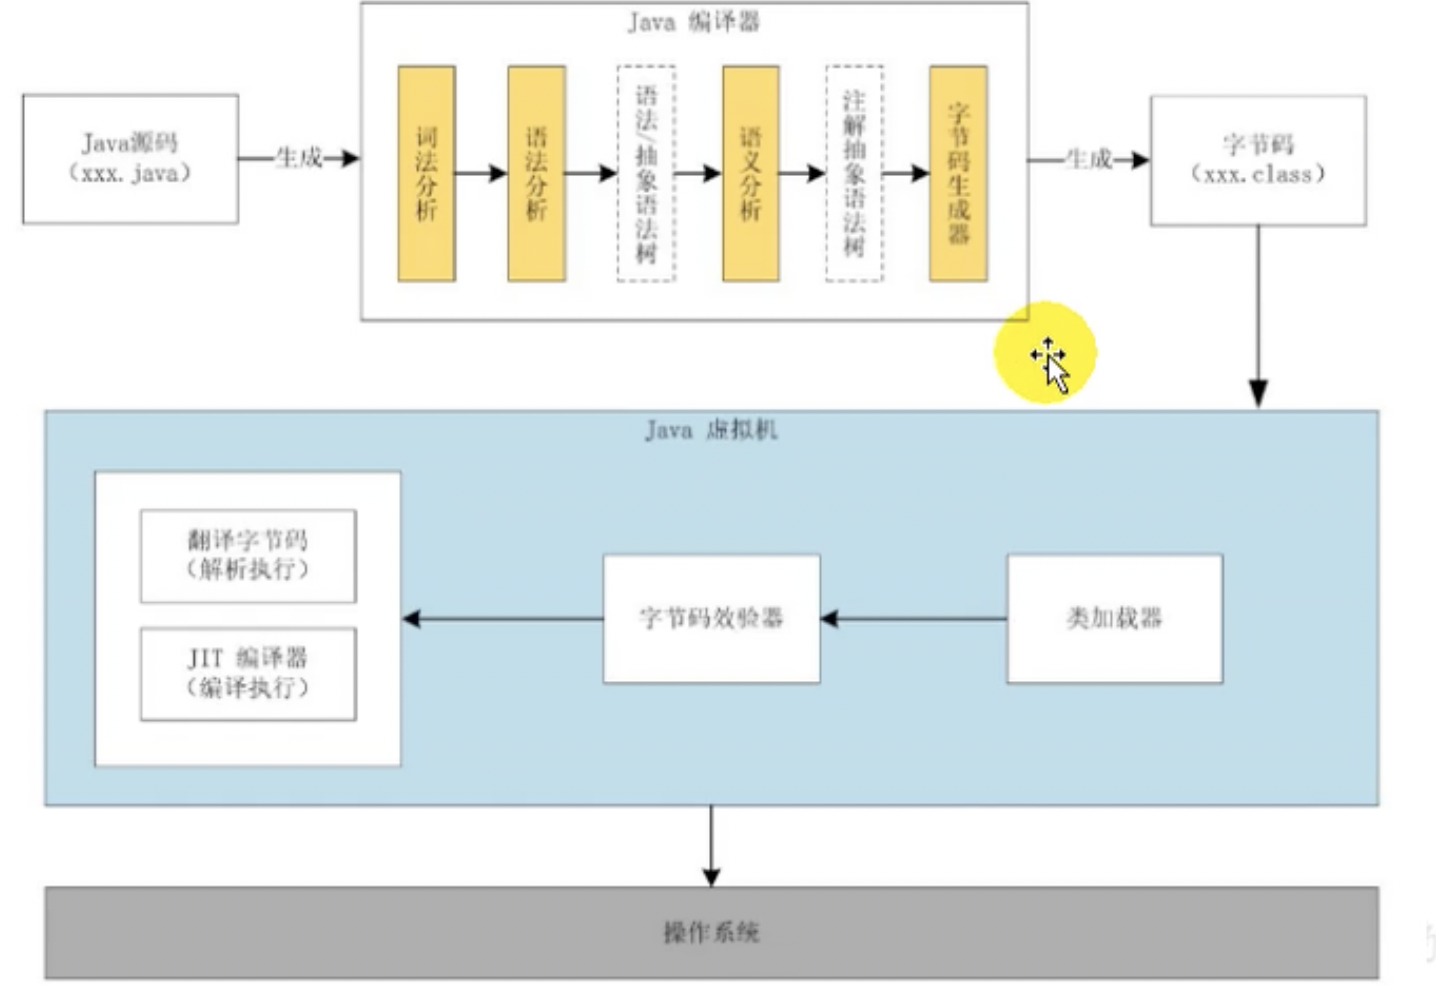 Java 编译器
Java源码
（xxx.java）
生成
词法分析
语法分析
语法/抽象语法树
语义分析
注解抽象语法树
字节码生成器
生成
字节码
（xxx.class）
Java 虚拟机
翻译字节码
（解析执行）
JIT 编译器
（编译执行）
字节码效验器
类加载器
操作系统